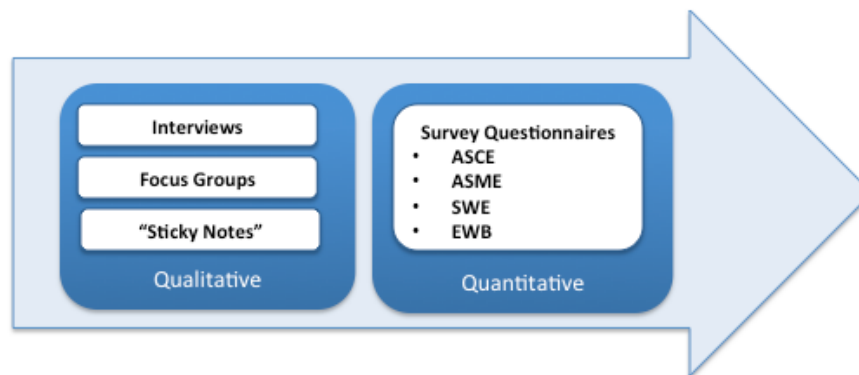 Interviews
Focus Groups
“Sticky Notes”
Qualitative
Survey Questionnaires
• ASCE
• ASME
• SWE
• EWB
Quantitative